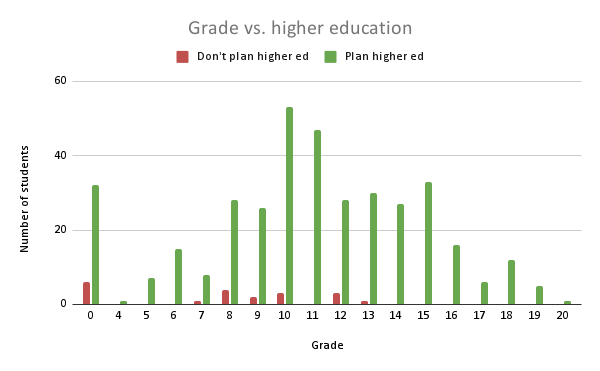 Grade vs. higher education
Don't plan higher ed Plan higher ed
60
40
20
0
Number of students
0 4 5 6 7 8 9 10 11 12 13 14 15 16 17 18 19 20
Grade